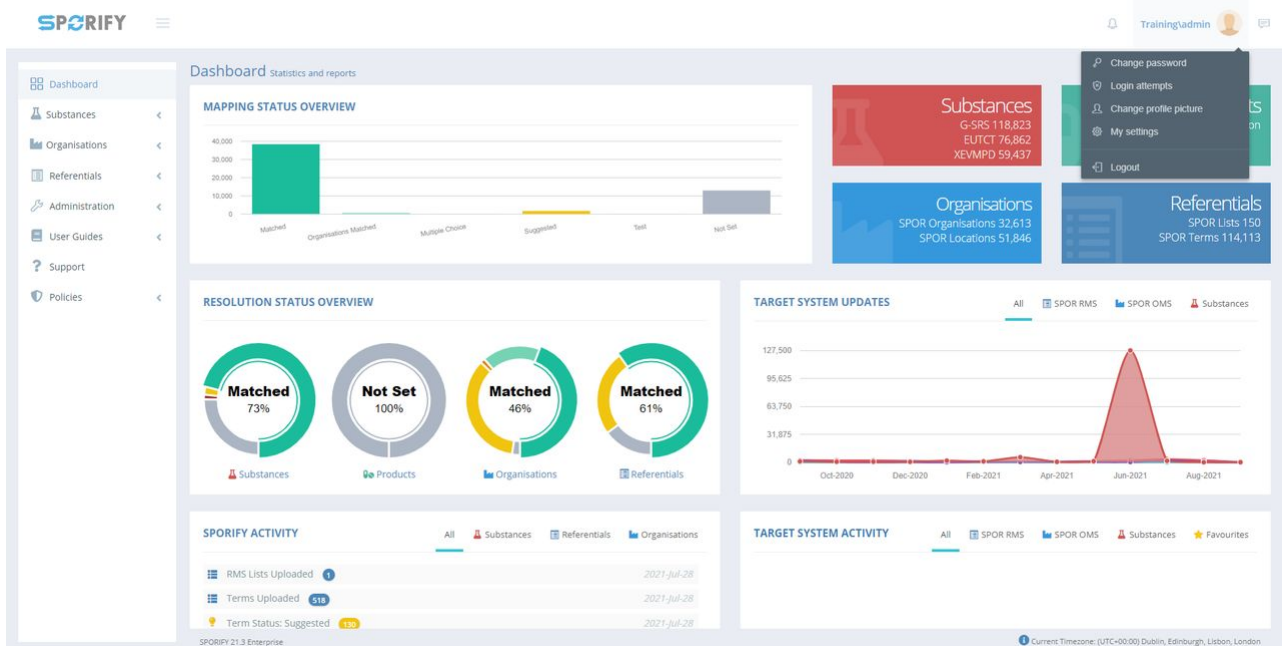 SPORIFY
Training\admin
Change password
Login attempts
Change profile picture
My settings
Logout
Dashboard
Substances
Organisations
Referentials
Administration
User Guides
Support
Policies
Dashboard Statistics and reports
MAPPING STATUS OVERVIEW
40,000
30,000
20,000
10,000
0
Matched
Organisations Matched
Multiple Choice
Suggested
Test
Not Set
Substances
G-SRS 118,823
EUTCT 76,862
XEVMPD 59,437
ts
on
Organisations
SPOR Organisations 32,613
SPOR Locations 51,846
Referentials
SPOR Lists 150
SPOR Terms 114,113
RESOLUTION STATUS OVERVIEW
Matched
73%
Substances
Not Set
100%
Products
Matched
46%
Organisations
Matched
61%
Referentials
TARGET SYSTEM UPDATES
All SPOR RMS SPOR OMS Substances
127,500
95,625
63,750
31,875
0
Oct-2020 Dec-2020 Feb-2021 Apr-2021 Jun-2021 Aug-2021
SPORIFY ACTIVITY
All Substances Referentials Organisations
RMS Lists Uploaded 1 2021-Jul-28
Terms Uploaded 518 2021-Jul-28
Term Status: Suggested 130 2021-Jul-28
TARGET SYSTEM ACTIVITY
All SPOR RMS SPOR OMS Substances Favourites
SPORIFY 21.3 Enterprise
Current Timezone: (UTC+00:00) Dublin, Edinburgh, Lisbon, London